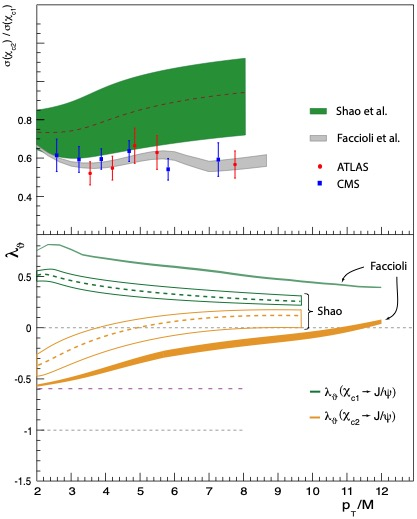 σ(χc2) / σ(χc1)
0.8
0.6
0.4
Shao et al.
Faccioli et al.
ATLAS
CMS
λϑ
0.5
0
-0.5
-1
-1.5
Faccioli
Shao
λϑ (χc1 → J/ψ)
λϑ (χc2 → J/ψ)
2 3 4 5 6 7 8 9 10 11 12
pT/M